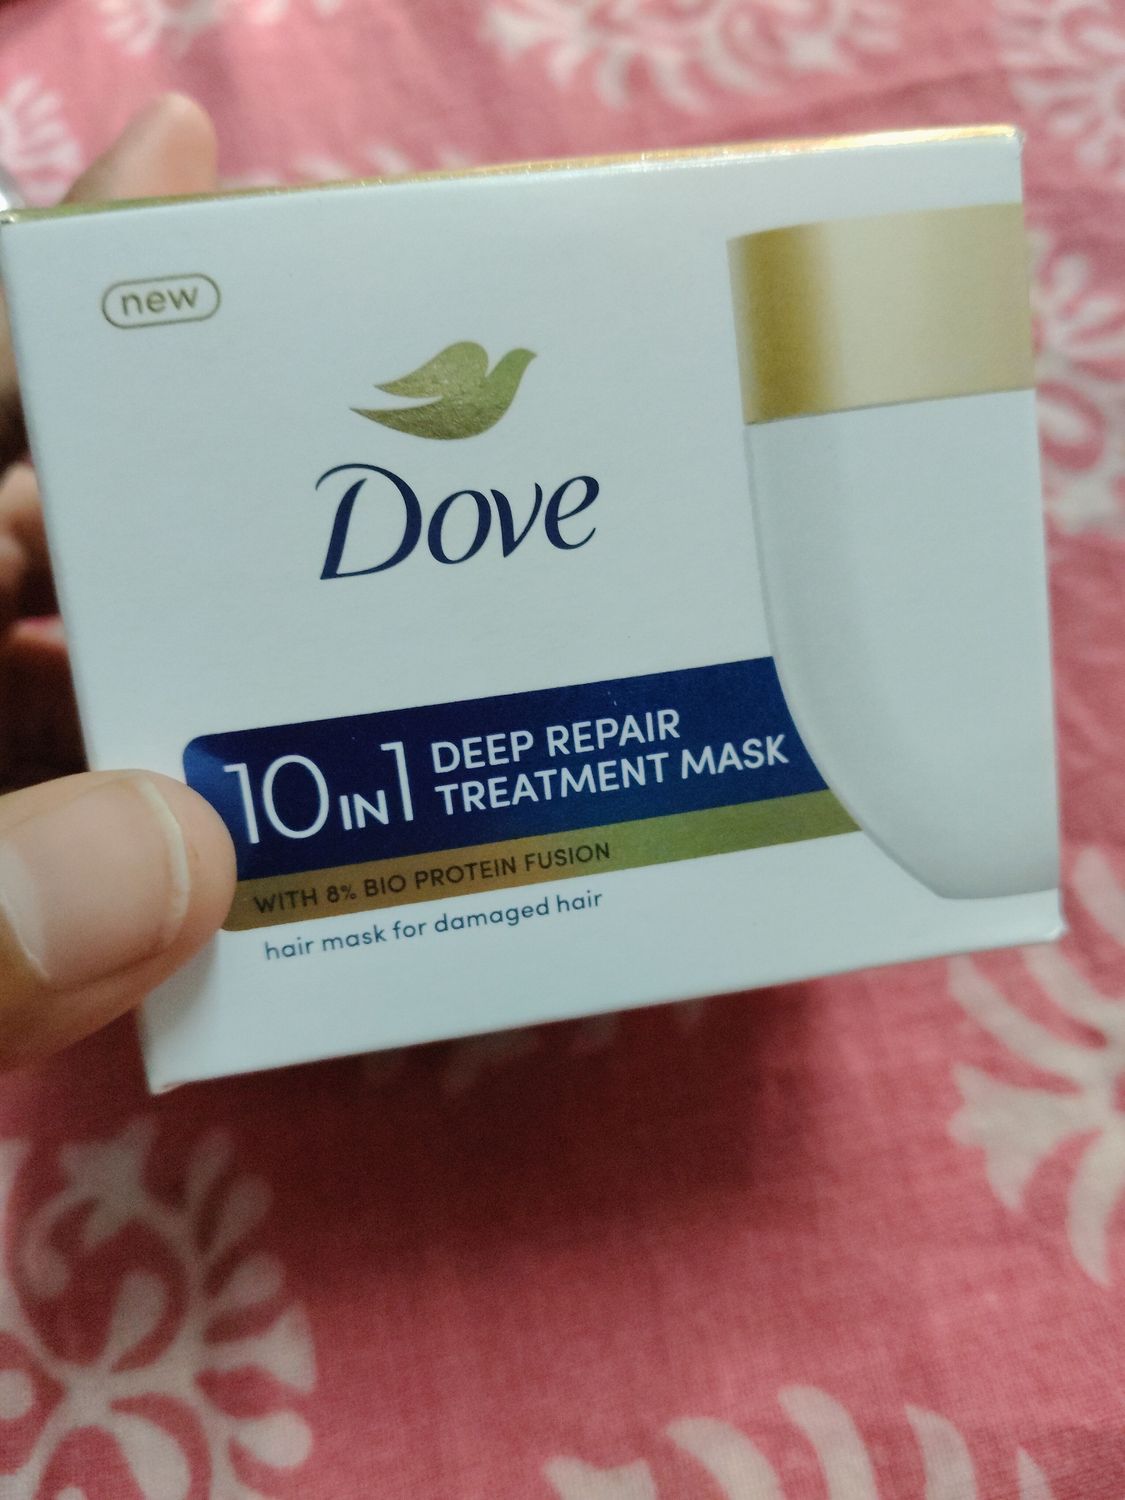 new
Dove
10 IN 1 DEEP REPAIR
TREATMENT MASK
WITH 8% BIO PROTEIN FUSION
hair mask for damaged hair